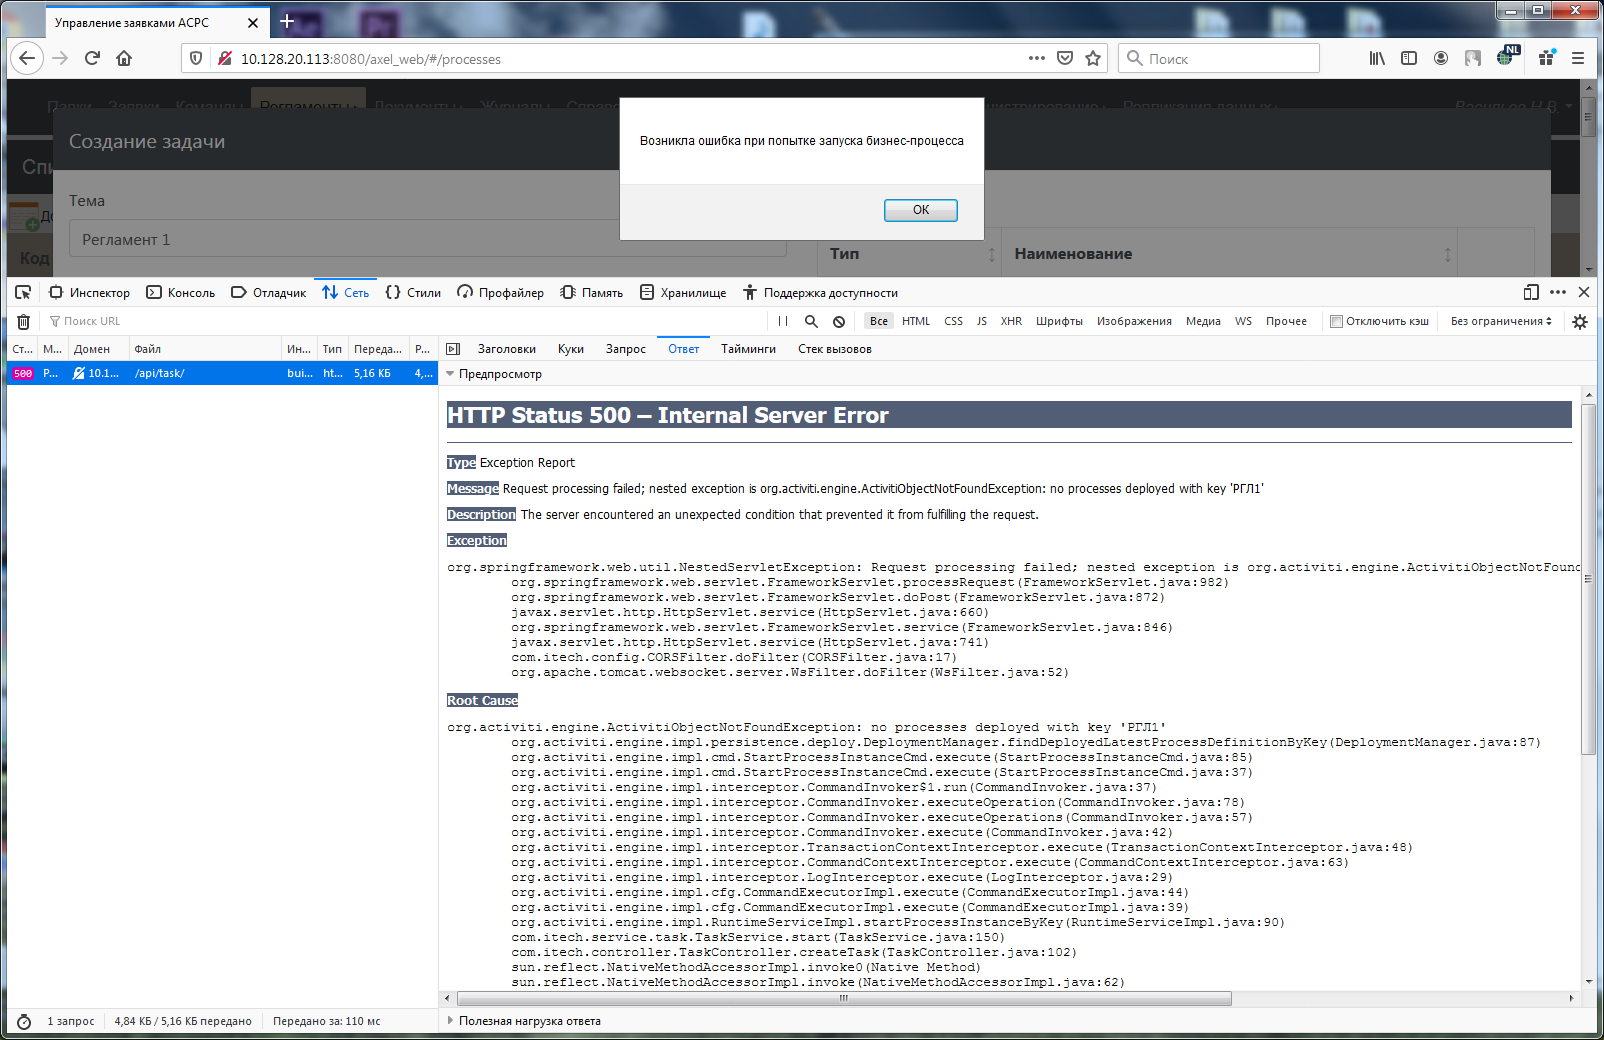 Управление заявками АСРС
10.128.20.113:8080/axel_web/#/processes
Поиск
NL
Папки Заявки Команды Регламенты Документы Журналы
Репликация данных
Васильев Н.В.
Возникла ошибка при попытке запуска бизнес-процесса
OK
Создание задачи
Тема
Регламент 1
Код
Тип Наименование
Инспектор Консоль Отладчик Сеть Стили Профайлер Память Хранилище Поддержка доступности
Поиск URL
Все HTML CSS JS XHR Шрифты Изображения Медиа WS Прочее Отключить кэш Без ограничения
Ст... М... Домен Файл Ин... Тип Переда... Р...
500 P... 10.1... /api/task/ bui... ht... 5,16 КБ 4,...
Заголовки Куки Запрос Ответ Тайминги Стек вызовов
Предпросмотр
HTTP Status 500 – Internal Server Error
Type Exception Report
Message Request processing failed; nested exception is org.activiti.engine.ActivitiObjectNotFoundException: no processes deployed with key 'РГЛ1'
Description The server encountered an unexpected condition that prevented it from fulfilling the request.
Exception
org.springframework.web.util.NestedServletException: Request processing failed; nested exception is org.activiti.engine.ActivitiObjectNotFoun
org.springframework.web.servlet.FrameworkServlet.processRequest(FrameworkServlet.java:982)
org.springframework.web.servlet.FrameworkServlet.doPost(FrameworkServlet.java:872)
javax.servlet.http.HttpServlet.service(HttpServlet.java:660)
org.springframework.web.servlet.FrameworkServlet.service(FrameworkServlet.java:846)
javax.servlet.http.HttpServlet.service(HttpServlet.java:741)
com.itech.config.CORSFilter.doFilter(CORSFilter.java:17)
org.apache.tomcat.websocket.server.WsFilter.doFilter(WsFilter.java:52)
Root Cause
org.activiti.engine.ActivitiObjectNotFoundException: no processes deployed with key 'РГЛ1'
org.activiti.engine.impl.persistence.deploy.DeploymentManager.findDeployedLatestProcessDefinitionByKey(DeploymentManager.java:87)
org.activiti.engine.impl.cmd.StartProcessInstanceCmd.execute(StartProcessInstanceCmd.java:85)
org.activiti.engine.impl.cmd.StartProcessInstanceCmd.execute(StartProcessInstanceCmd.java:37)
org.activiti.engine.impl.interceptor.CommandInvoker$1.run(CommandInvoker.java:37)
org.activiti.engine.impl.interceptor.CommandInvoker.executeOperation(CommandInvoker.java:78)
org.activiti.engine.impl.interceptor.CommandInvoker.executeOperations(CommandInvoker.java:57)
org.activiti.engine.impl.interceptor.CommandInvoker.execute(CommandInvoker.java:42)
org.activiti.engine.impl.interceptor.TransactionContextInterceptor.execute(TransactionContextInterceptor.java:48)
org.activiti.engine.impl.interceptor.CommandContextInterceptor.execute(CommandContextInterceptor.java:63)
org.activiti.engine.impl.interceptor.LogInterceptor.execute(LogInterceptor.java:29)
org.activiti.engine.impl.cfg.CommandExecutorImpl.execute(CommandExecutorImpl.java:44)
org.activiti.engine.impl.cfg.CommandExecutorImpl.execute(CommandExecutorImpl.java:39)
org.activiti.engine.impl.RuntimeServiceImpl.startProcessInstanceByKey(RuntimeServiceImpl.java:90)
com.itech.service.task.TaskService.start(TaskService.java:150)
com.itech.controller.TaskController.createTask(TaskController.java:102)
sun.reflect.NativeMethodAccessorImpl.invoke0(Native Method)
sun.reflect.NativeMethodAccessorImpl.invoke(NativeMethodAccessorImpl.java:62)
1 запрос 4,84 КБ / 5,16 КБ передано Передано за: 110 мс
Полезная нагрузка ответа